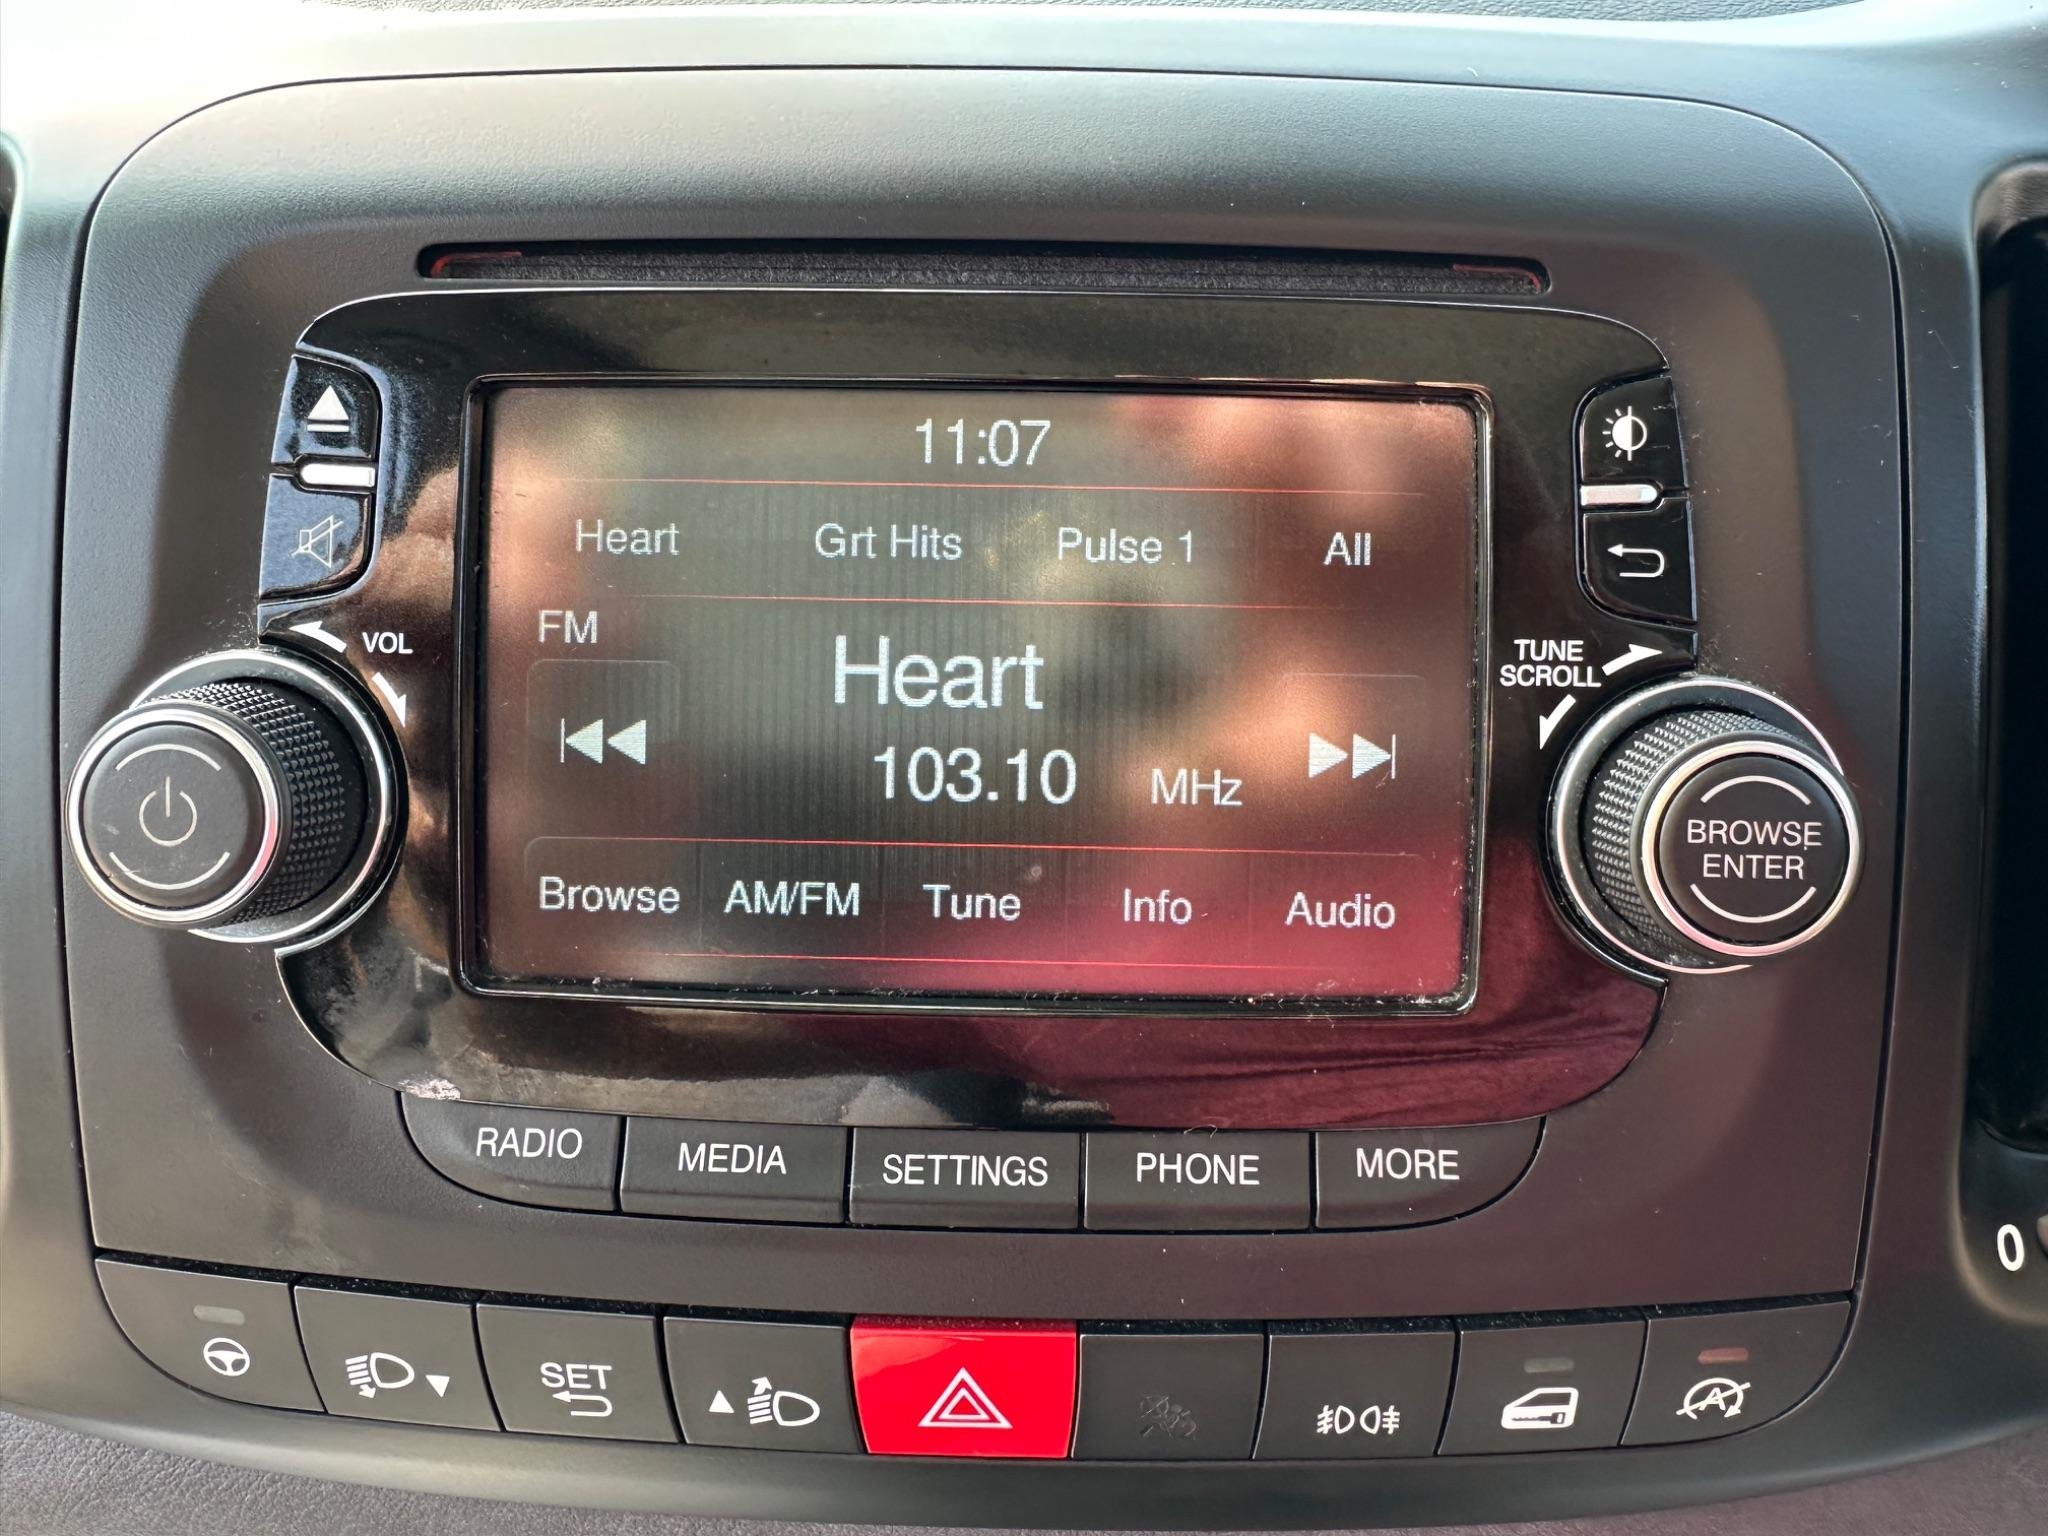 11:07
Heart Grt Hits Pulse 1 All
FM
VOL
TUNE
SCROLL
Heart
103.10 MHz
BROWSE
ENTER
Browse AM/FM Tune Info Audio
RADIO MEDIA SETTINGS PHONE MORE
0
SET
A